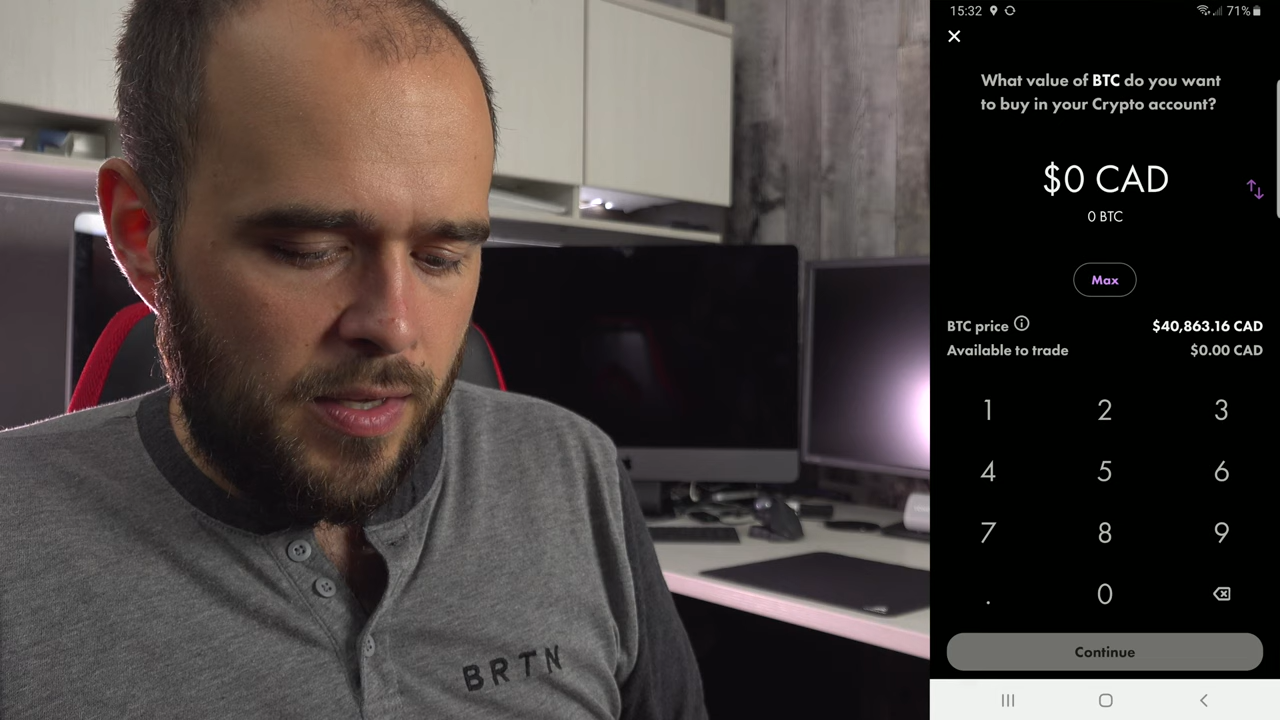 BRTN
15:32
71%
What value of BTC do you want
to buy in your Crypto account?
$0 CAD
0 BTC
Max
BTC price
$40,863.16 CAD
Available to trade
$0.00 CAD
1 2 3
4 5 6
7 8 9
. 0
Continue